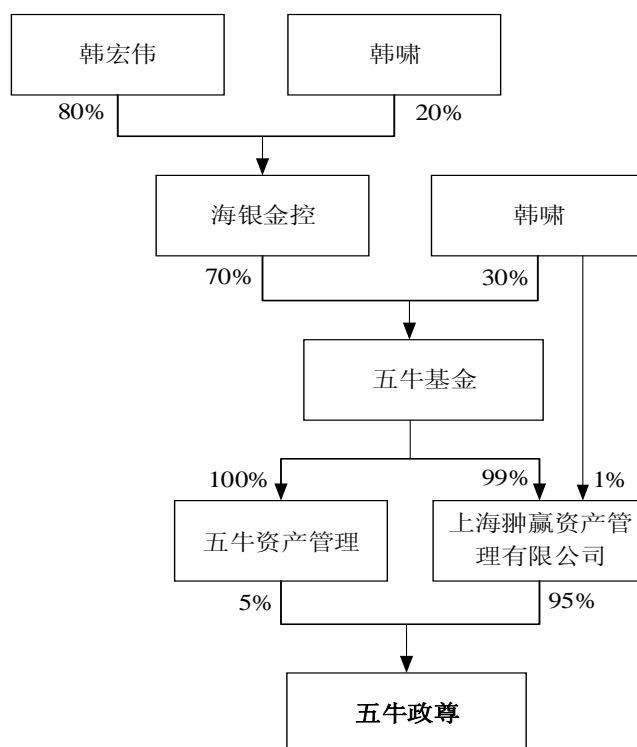 韩宏伟
韩啸
80%
20%
海银金控
韩啸
70%
30%
五牛基金
100%
99%
1%
五牛资产管理
上海翀赢资产管
理有限公司
5%
95%
五牛政尊